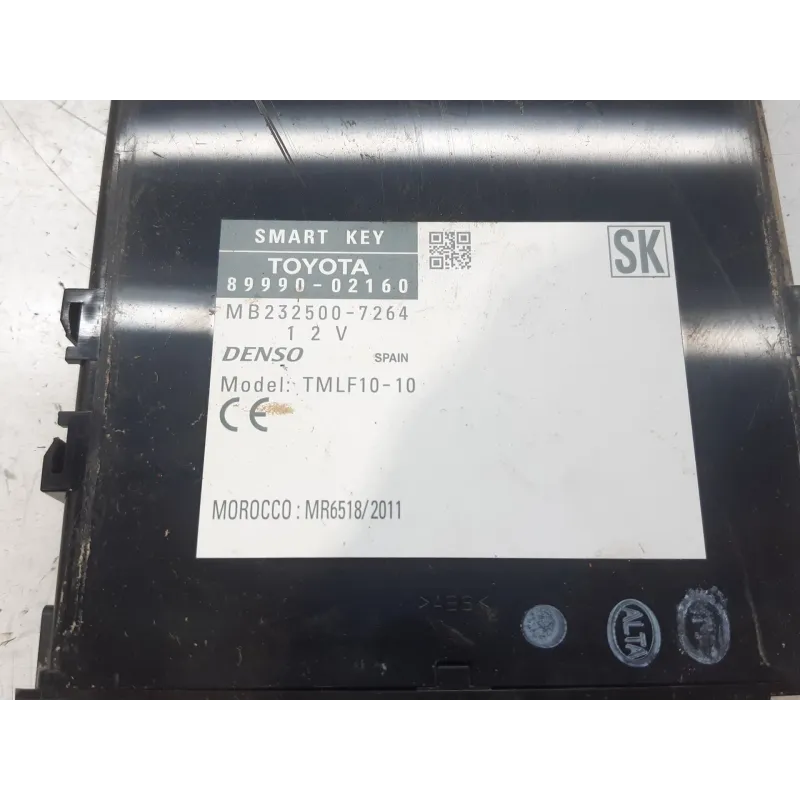 SMART KEY
TOYOTA
89990-02160
MB232500-7264
12V
DENSO SPAIN
Model: TMLF10-10
CE
MOROCCO : MR6518/2011
SK
>ABS<
ALTA